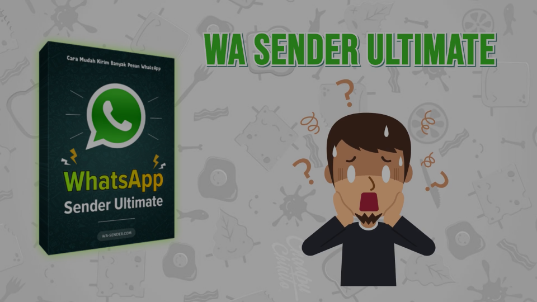 WA SENDER ULTIMATE
Cara Mudah Kirim Banyak Pesan WhatsApp
WhatsApp
Sender Ultimate